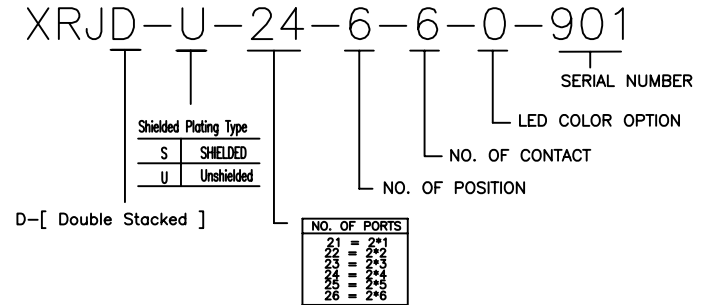 XRJD-U-24-6-6-0-901
SERIAL NUMBER
LED COLOR OPTION
NO. OF CONTACT
NO. OF POSITION
Shielded Plating Type
S SHIELDED
U Unshielded
D-[ Double Stacked ]
NO. OF PORTS
21 = 2*1
22 = 2*2
23 = 2*3
24 = 2*4
25 = 2*5
26 = 2*6